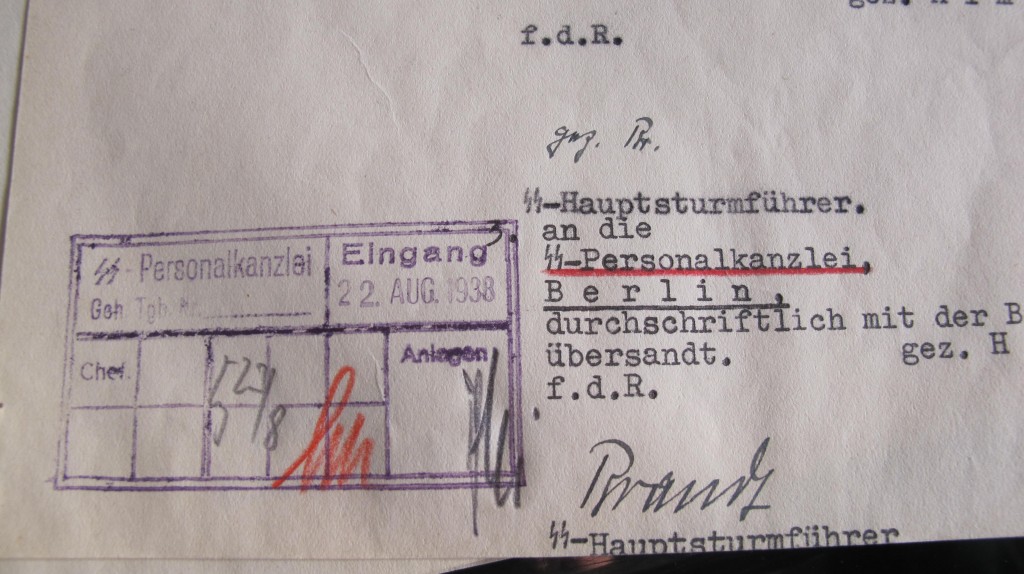 f.d.R.
gez. Br.
SS-Hauptsturmführer.
an die
SS-Personalkanzlei,
B e r l i n ,
durchschriftlich mit der B
übersandt. gez. H
f.d.R.
Brandt
SS-Hauptsturmführer
SS - Personalkanzlei
Geh. Tgb. Nr.
Eingang
22. AUG. 1938
Chef.
Anlagen